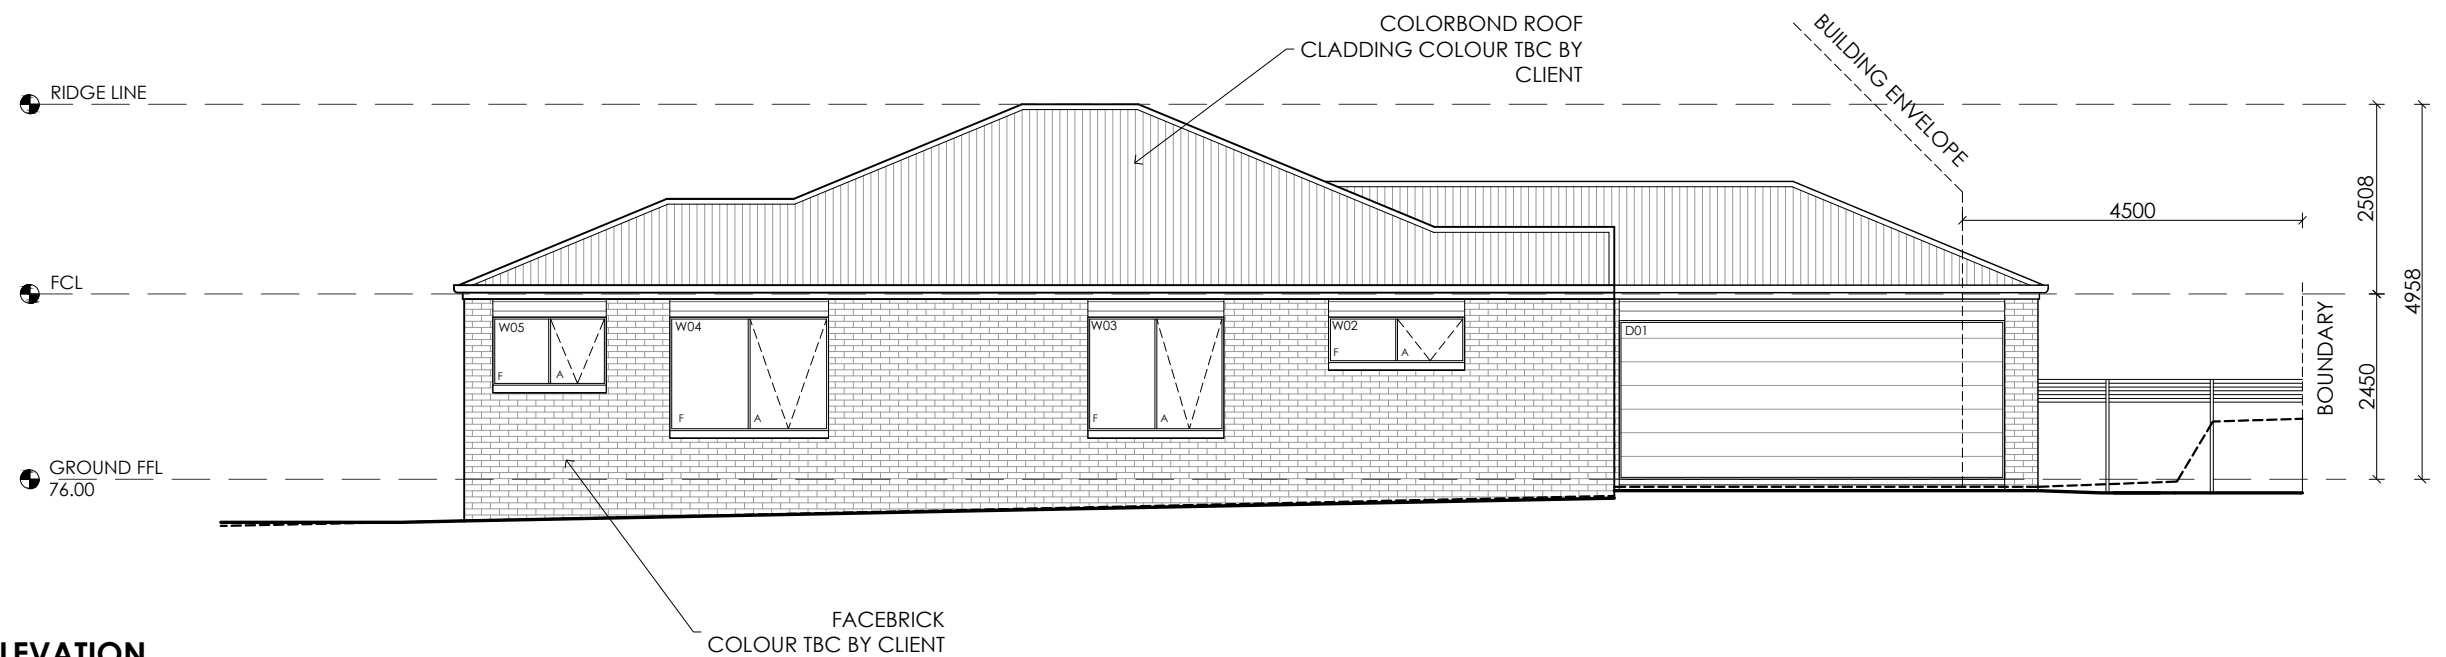 COLORBOND ROOF
CLADDING COLOUR TBC BY
CLIENT
BUILDING ENVELOPE
RIDGE LINE
2508
4500
4958
FCL
BOUNDARY
W05
F
A
W04
F
A
W03
F
A
W02
F
A
D01
2450
GROUND FFL
76.00
FACEBRICK
COLOUR TBC BY CLIENT
LEVATION